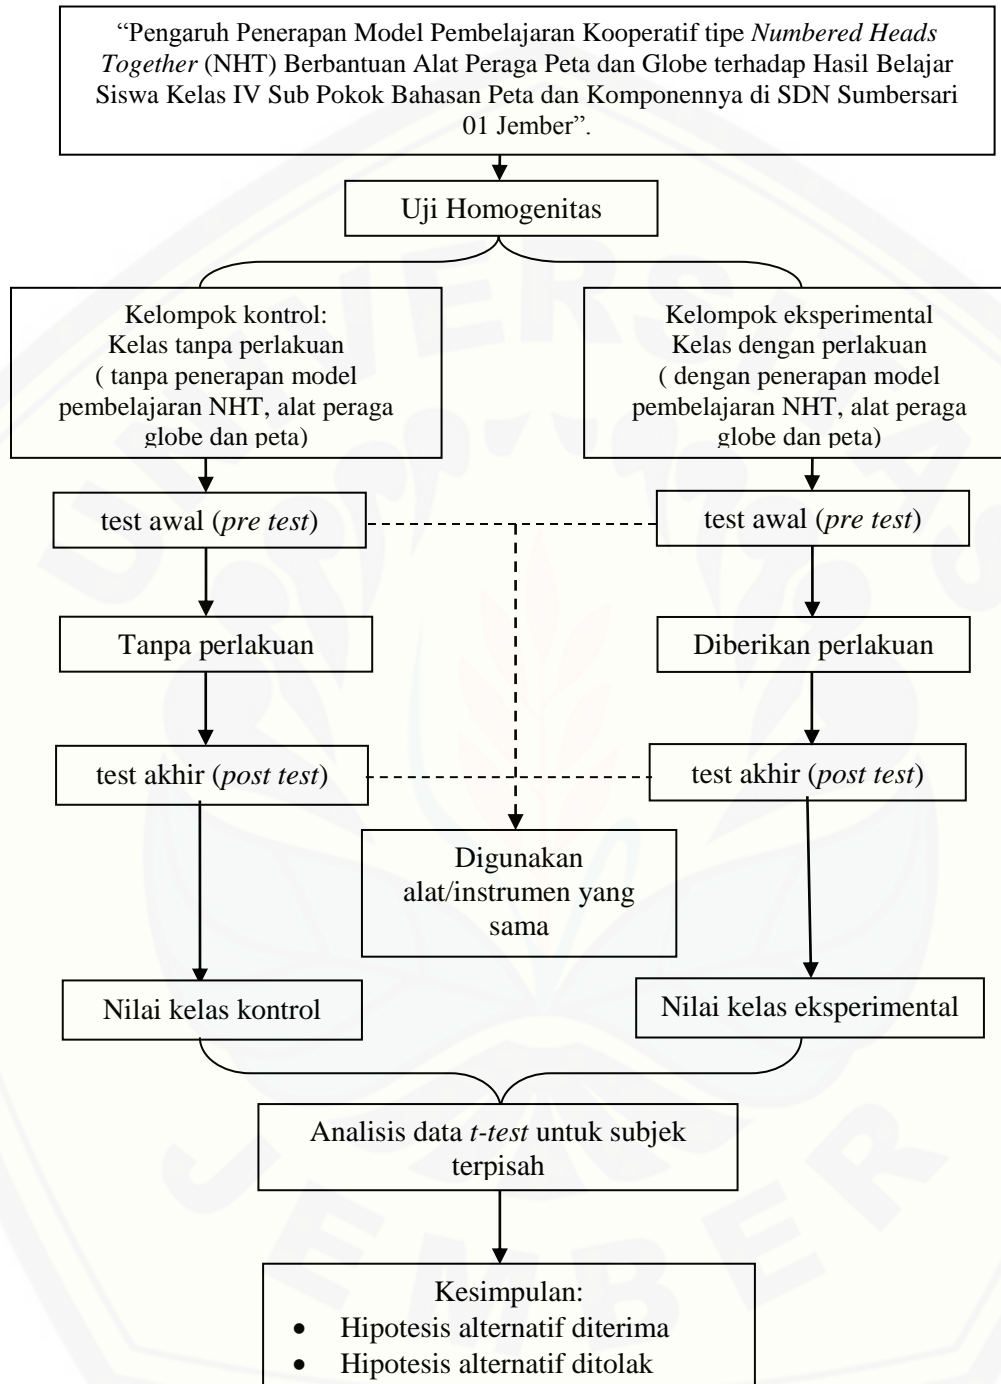 “Pengaruh Penerapan Model Pembelajaran Kooperatif tipe Numbered Heads
Together (NHT) Berbantuan Alat Peraga Peta dan Globe terhadap Hasil Belajar
Siswa Kelas IV Sub Pokok Bahasan Peta dan Komponennya di SDN Sumbersari
01 Jember”.
Uji Homogenitas
Kelompok kontrol:
Kelas tanpa perlakuan
( tanpa penerapan model
pembelajaran NHT, alat peraga
globe dan peta)
Kelompok eksperimental
Kelas dengan perlakuan
( dengan penerapan model
pembelajaran NHT, alat peraga
globe dan peta)
test awal (pre test)
test awal (pre test)
Tanpa perlakuan
Diberikan perlakuan
test akhir (post test)
test akhir (post test)
Digunakan
alat/instrumen yang
sama
Nilai kelas kontrol
Nilai kelas eksperimental
Analisis data t-test untuk subjek
terpisah
Kesimpulan:
• Hipotesis alternatif diterima
• Hipotesis alternatif ditolak
UNIVERSITAS
JEMBER